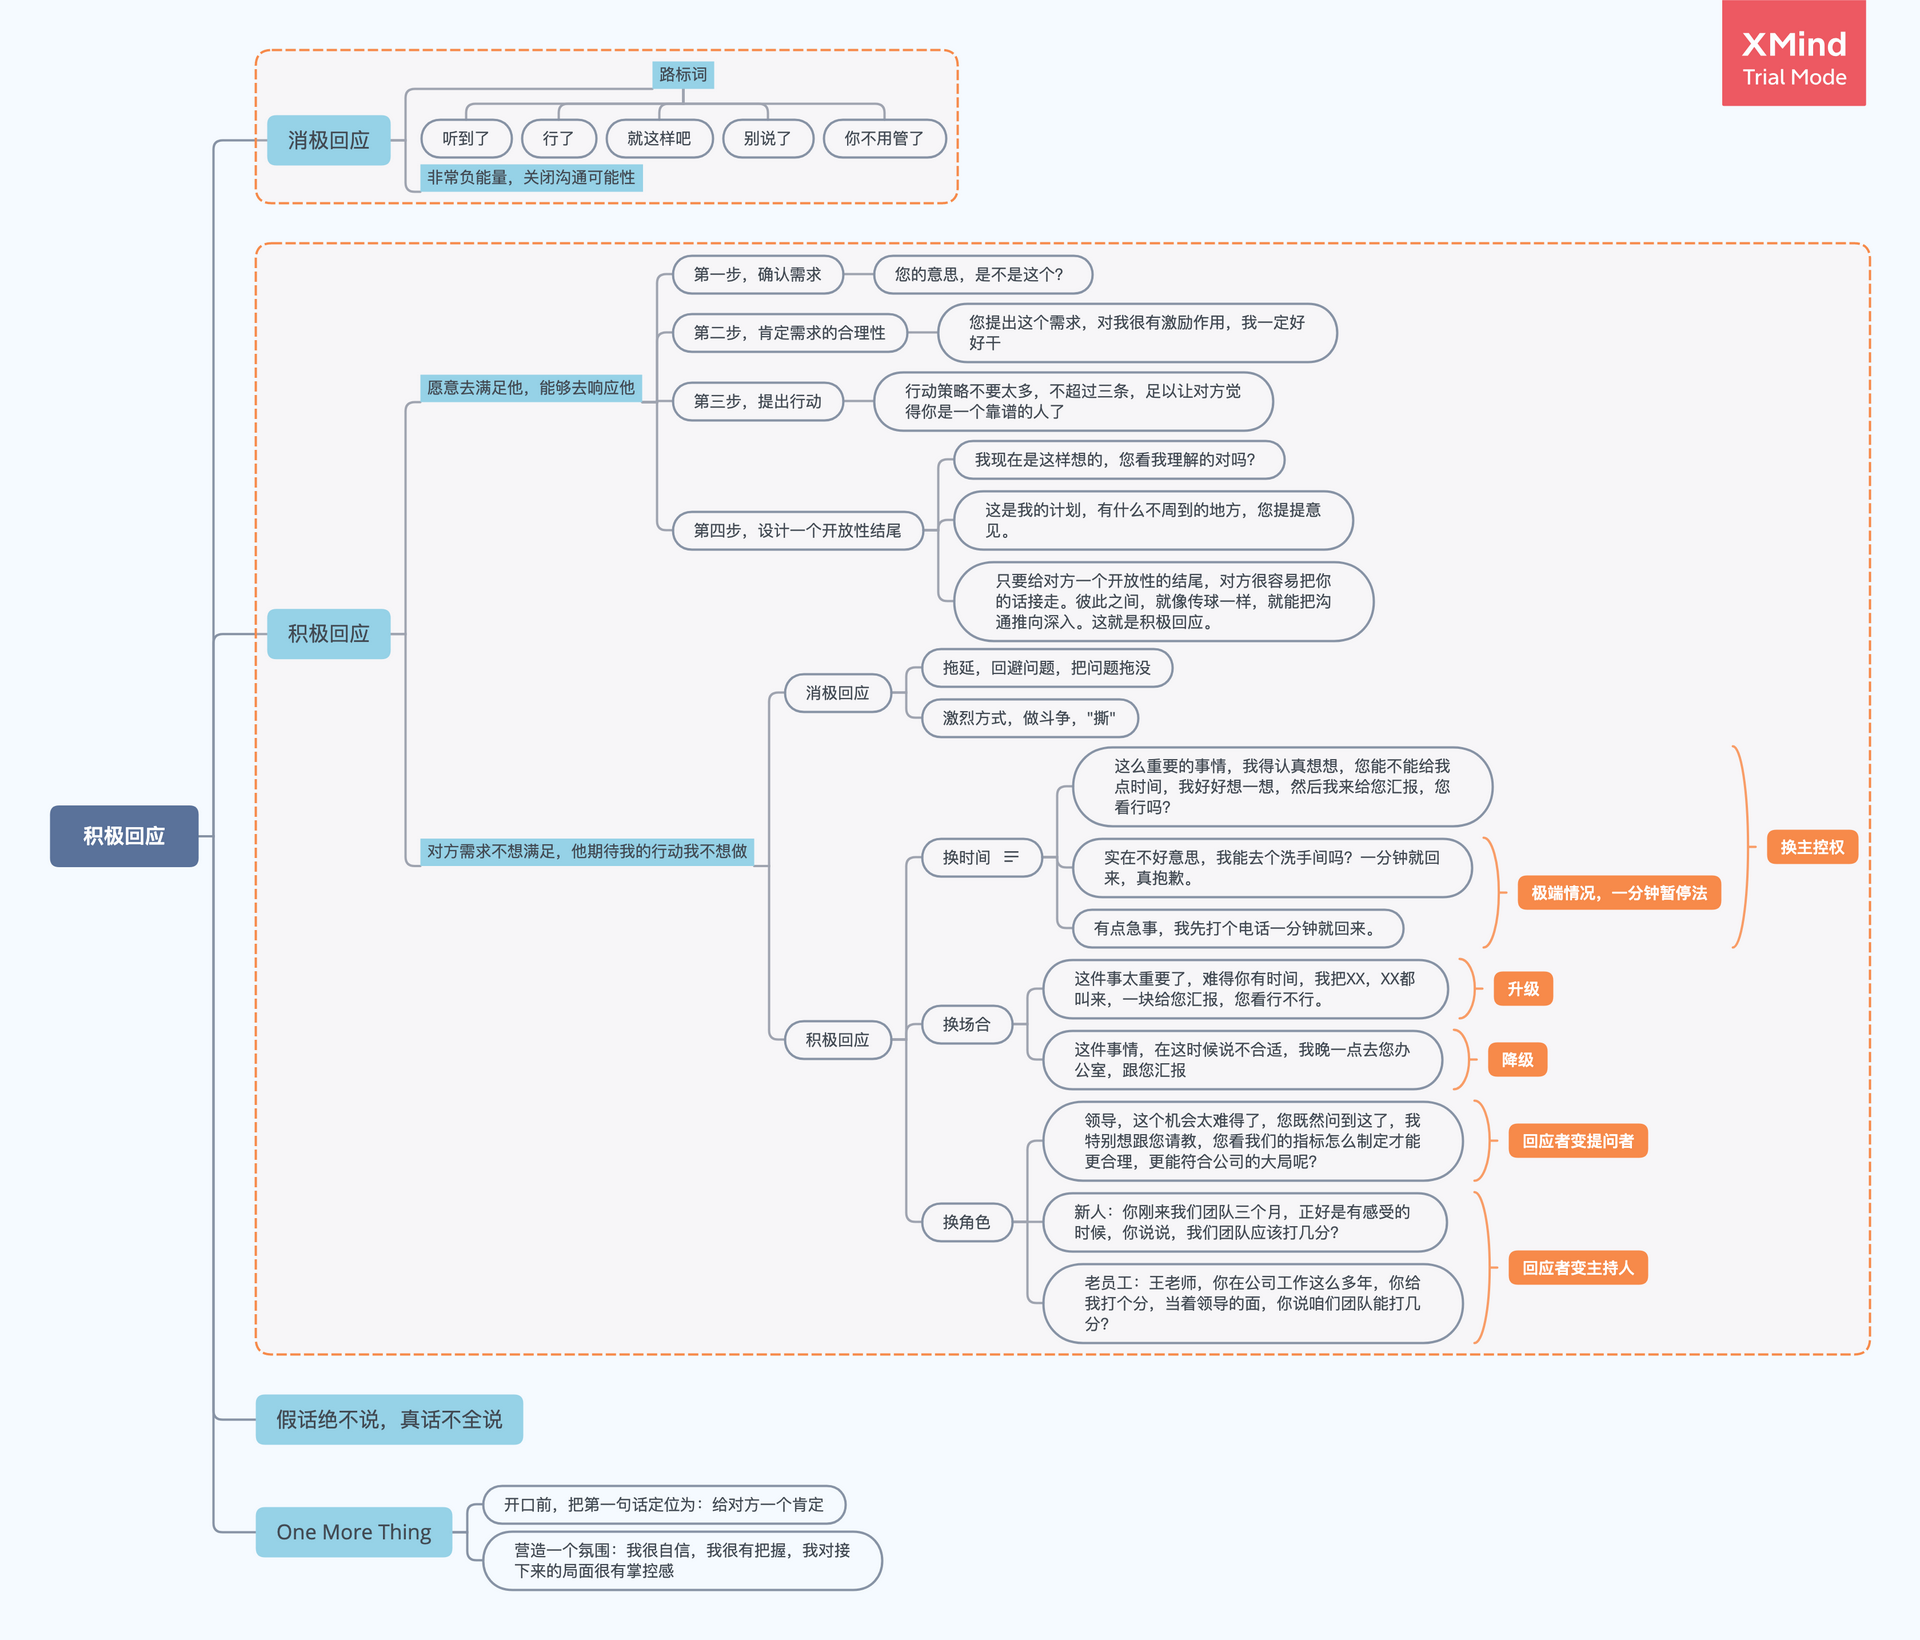 XMind
Trial Mode
积极回应
消极回应
路标词
听到了
行了
就这样吧
别说了
你不用管了
非常负能量，关闭沟通可能性
积极回应
愿意去满足他，能够去响应他
第一步，确认需求
您的意思，是不是这个？
第二步，肯定需求的合理性
您提出这个需求，对我很有激励作用，我一定好
好干
第三步，提出行动
行动策略不要太多，不超过三条，足以让对方觉
得你是一个靠谱的人了
第四步，设计一个开放性结尾
我现在是这样想的，您看我理解的对吗？
这是我的计划，有什么不周到的地方，您提提意
见。
只要给对方一个开放性的结尾，对方很容易把你
的话接走。彼此之间，就像传球一样，就能把沟
通推向深入。这就是积极回应。
对方需求不想满足，他期待我的行动我不想做
消极回应
拖延，回避问题，把问题拖没
激烈方式，做斗争，"撕"
积极回应
换时间
这么重要的事情，我得认真想想，您能不能给我
点时间，我好好想一想，然后我来给您汇报，您
看行吗？
实在不好意思，我能去个洗手间吗？一分钟就回
来，真抱歉。
有点急事，我先打个电话一分钟就回来。
极端情况，一分钟暂停法
换主控权
换场合
这件事太重要了，难得你有时间，我把XX，XX都
叫来，一块给您汇报，您看行不行。
升级
这件事情，在这时候说不合适，我晚一点去您办
公室，跟您汇报
降级
换角色
领导，这个机会太难得了，您既然问到这了，我
特别想跟您请教，您看我们的指标怎么制定才能
更合理，更能符合公司的大局呢？
回应者变提问者
新人：你刚来我们团队三个月，正好是有感受的
时候，你说说，我们团队应该打几分？
老员工：王老师，你在公司工作这么多年，你给
我打个分，当着领导的面，你说咱们团队能打几
分？
回应者变主持人
假话绝不说，真话不全说
One More Thing
开口前，把第一句话定位为：给对方一个肯定
营造一个氛围：我很自信，我很有把握，我对接
下来的局面很有掌控感